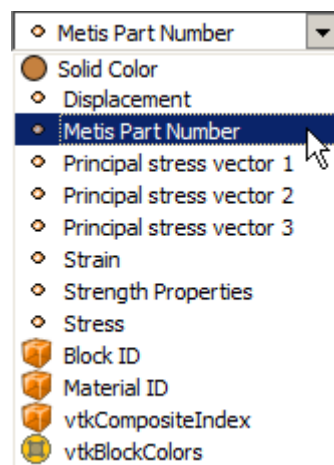 Metis Part Number
Solid Color
Displacement
Metis Part Number
Principal stress vector 1
Principal stress vector 2
Principal stress vector 3
Strain
Strength Properties
Stress
Block ID
Material ID
vtkCompositeIndex
vtkBlockColors